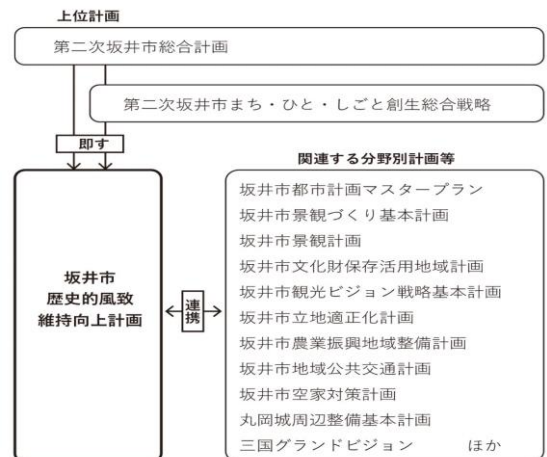 上位計画
第二次坂井市総合計画
第二次坂井市まち・ひと・しごと創生総合戦略
即す
坂井市
歴史的風致
維持向上計画
連携
関連する分野別計画等
坂井市都市計画マスタープラン
坂井市景観づくり基本計画
坂井市景観計画
坂井市文化財保存活用地域計画
坂井市観光ビジョン戦略基本計画
坂井市立地適正化計画
坂井市農業振興地域整備計画
坂井市地域公共交通計画
坂井市空家対策計画
丸岡城周辺整備基本計画
三国グランドビジョン　ほか